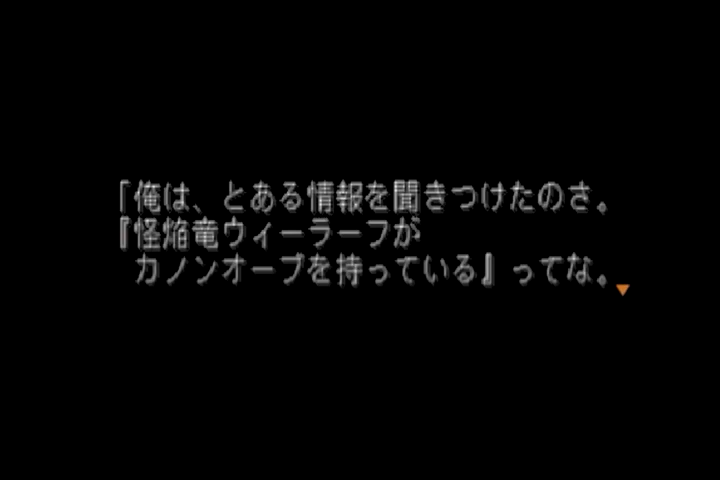 「俺は、とある情報を聞きつけたのさ。
『怪焔竜ウィーラーフが
カノンオーブを持っている』ってな。